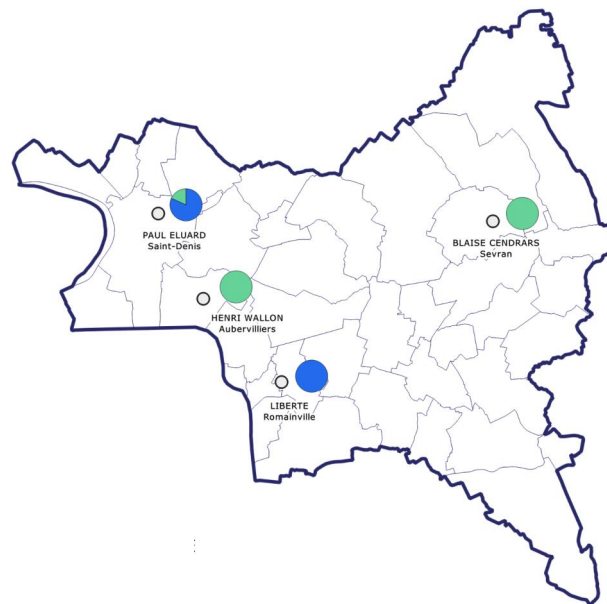 PAUL ELUARD
Saint-Denis
BLAISE CENDRARS
Sevran
HENRI WALLON
Aubervilliers
LIBERTE
Romainville